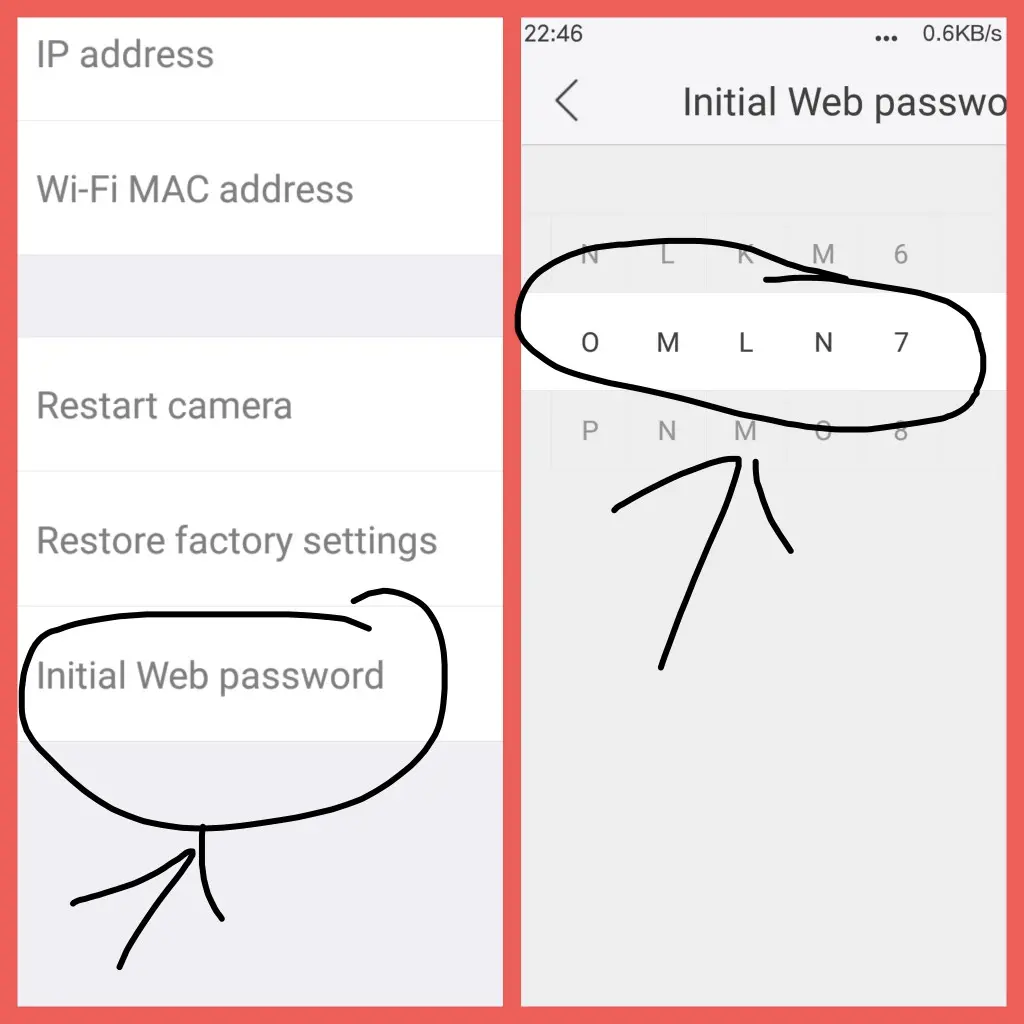 IP address
Wi-Fi MAC address
Restart camera
Restore factory settings
Initial Web password
22:46 ... 0.6KB/s
Initial Web passwo
N L K M 6
O M L N 7
P N M O 8